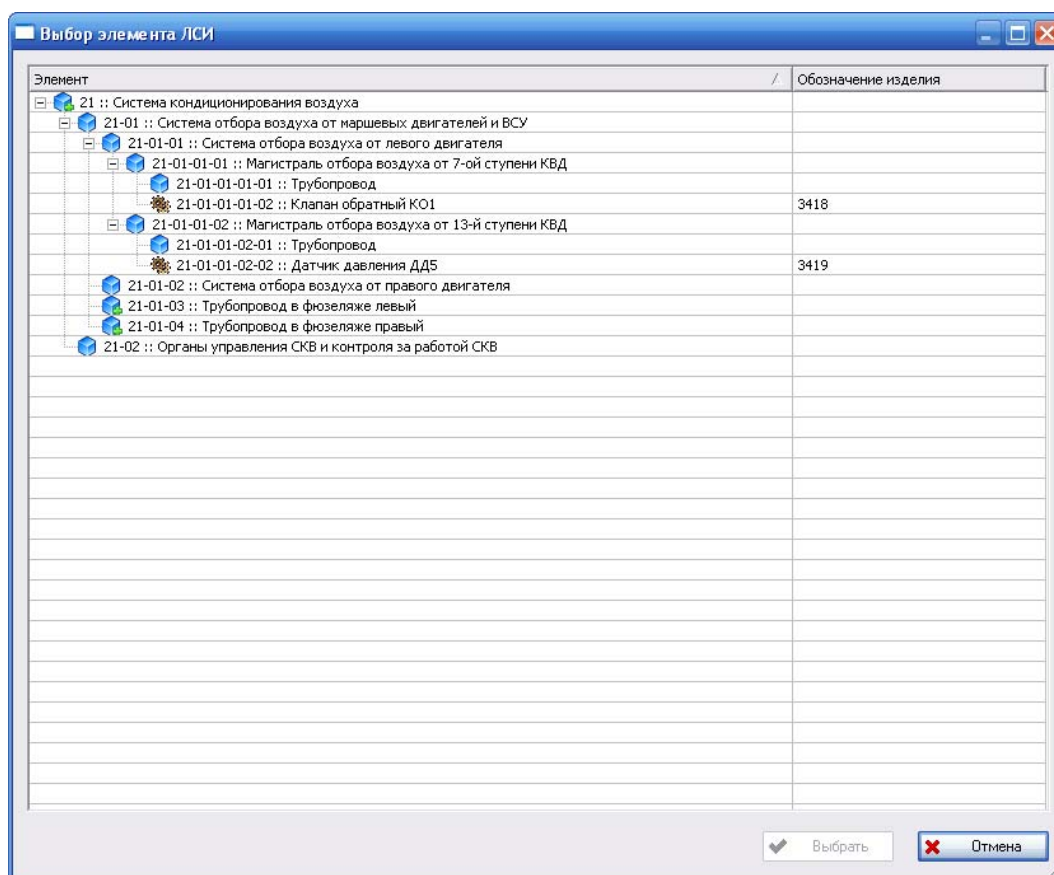 Выбор элемента ЛСИ
Элемент / Обозначение изделия
21 :: Система кондиционирования воздуха
21-01 :: Система отбора воздуха от маршевых двигателей и ВСУ
21-01-01 :: Система отбора воздуха от левого двигателя
21-01-01-01 :: Магистраль отбора воздуха от 7-ой ступени КВД
21-01-01-01-01 :: Трубопровод
21-01-01-01-02 :: Клапан обратный КО1 3418
21-01-01-02 :: Магистраль отбора воздуха от 13-й ступени КВД
21-01-01-02-01 :: Трубопровод
21-01-01-02-02 :: Датчик давления ДД5 3419
21-01-02 :: Система отбора воздуха от правого двигателя
21-01-03 :: Трубопровод в фюзеляже левый
21-01-04 :: Трубопровод в фюзеляже правый
21-02 :: Органы управления СКВ и контроля за работой СКВ
Выбрать Отмена